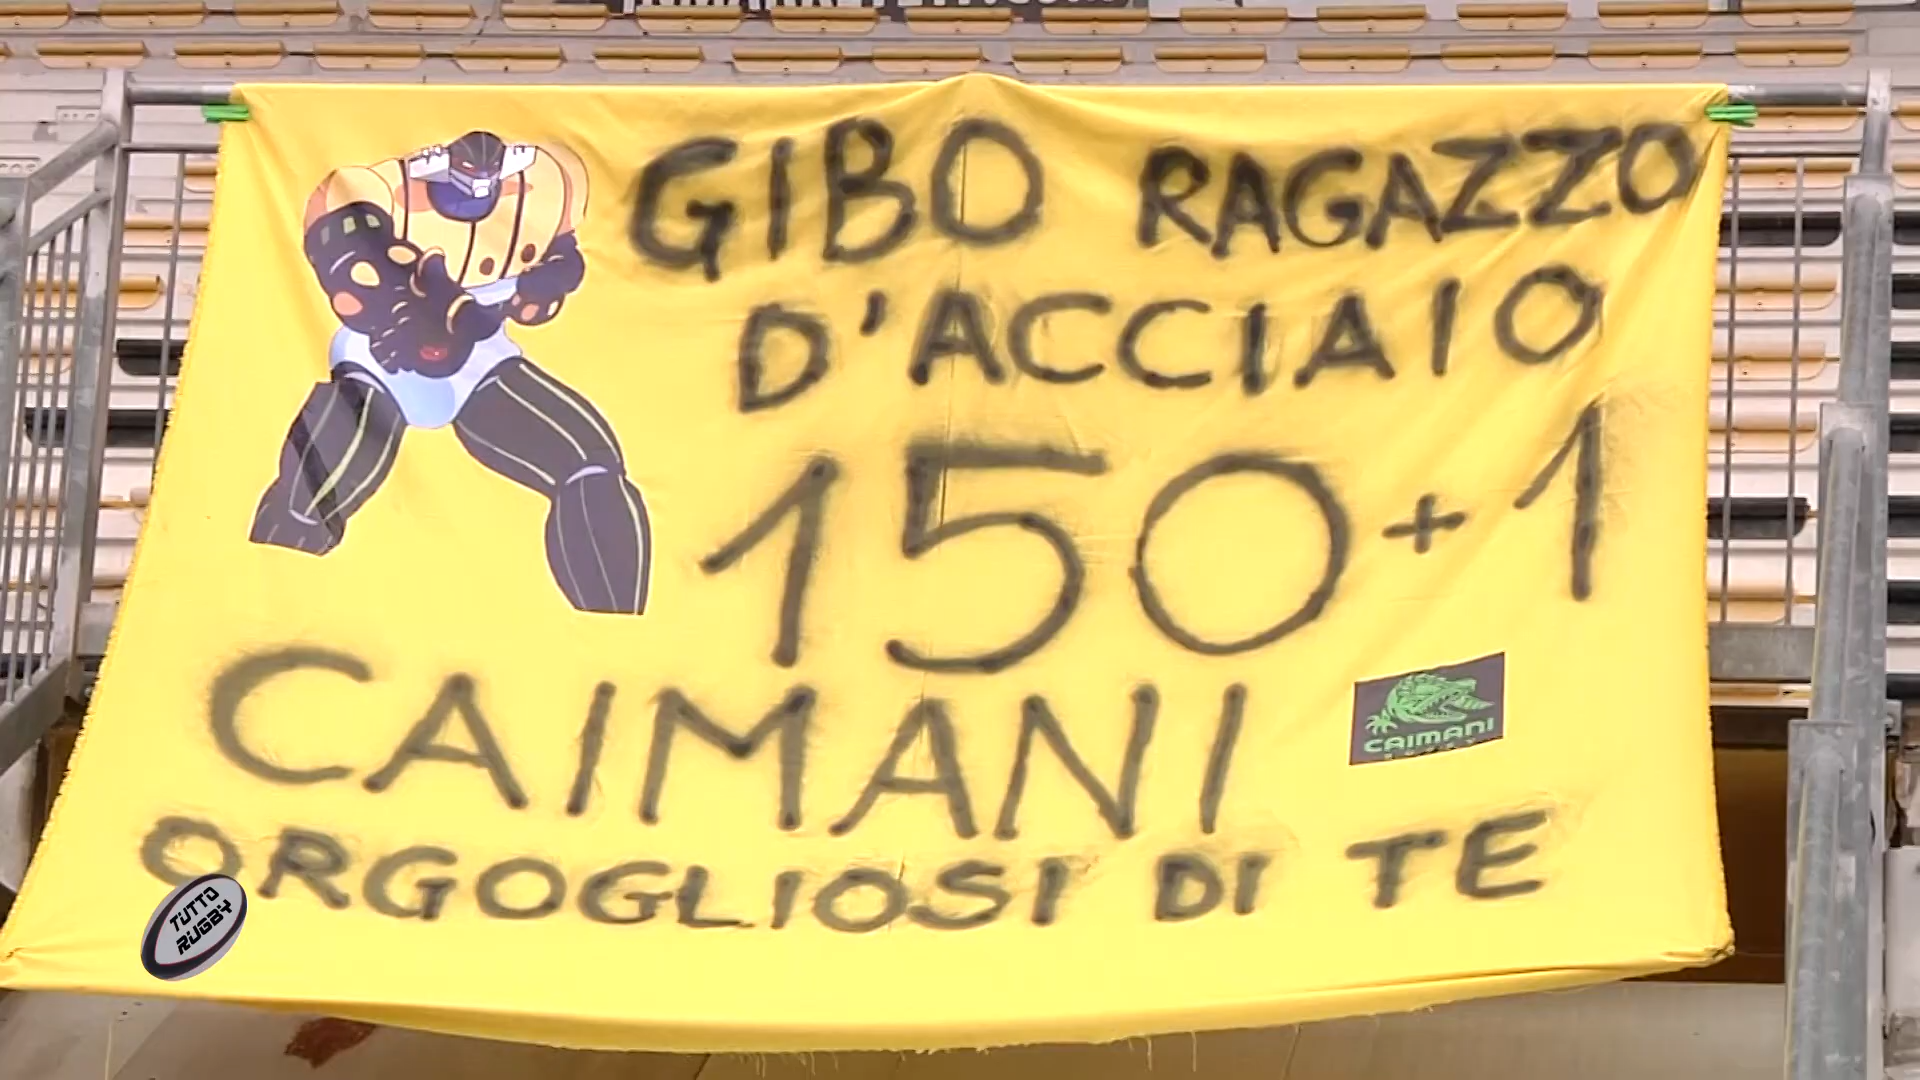 GIBO RAGAZZO
D'ACCIAIO
150+1
CAIMANI
CAIMANI
ORGOGLIOSI DI TE
TUTTO
RUGBY